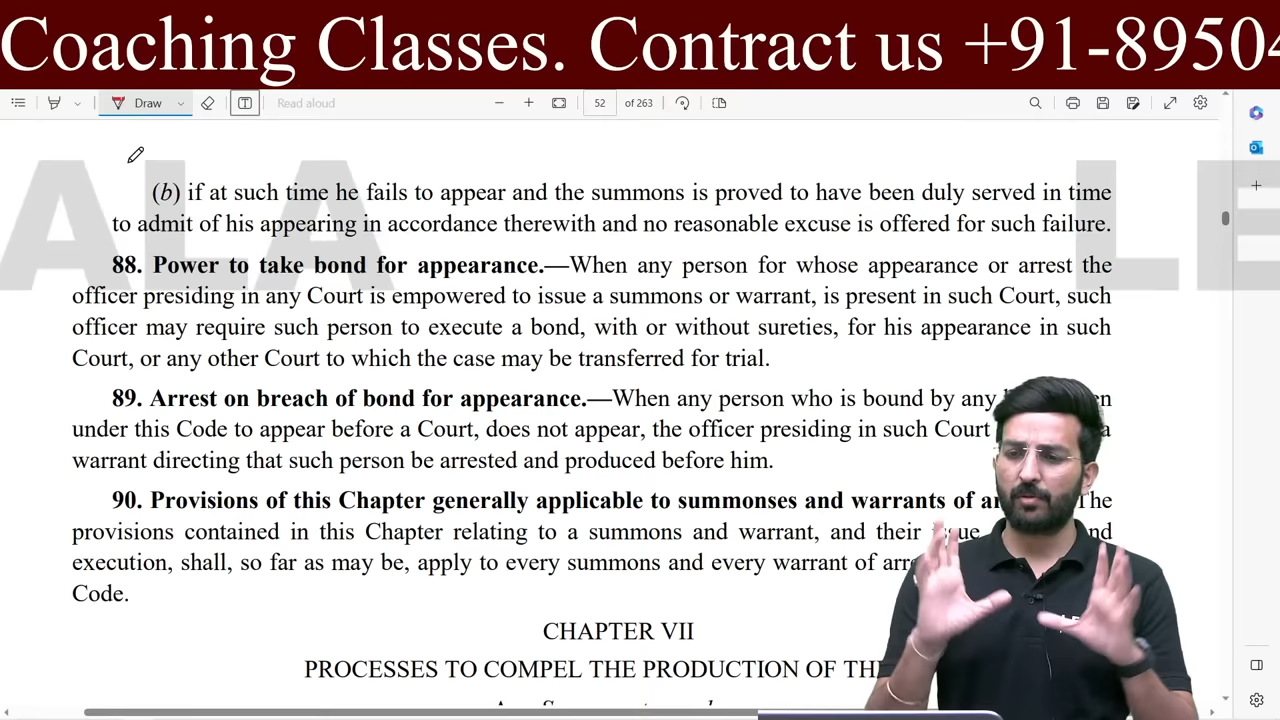 Coaching Classes. Contract us +91-8950
Draw
Read aloud
52 of 263
ALA LE
(b) if at such time he fails to appear and the summons is proved to have been duly served in time
to admit of his appearing in accordance therewith and no reasonable excuse is offered for such failure.
88. Power to take bond for appearance.—When any person for whose appearance or arrest the
officer presiding in any Court is empowered to issue a summons or warrant, is present in such Court, such
officer may require such person to execute a bond, with or without sureties, for his appearance in such
Court, or any other Court to which the case may be transferred for trial.
89. Arrest on breach of bond for appearance.—When any person who is bound by any
under this Code to appear before a Court, does not appear, the officer presiding in such Court a
warrant directing that such person be arrested and produced before him.
90. Provisions of this Chapter generally applicable to summonses and warrants of The
provisions contained in this Chapter relating to a summons and warrant, and their
execution, shall, so far as may be, apply to every summons and every warrant of
Code.
CHAPTER VII
PROCESSES TO COMPEL THE PRODUCTION OF